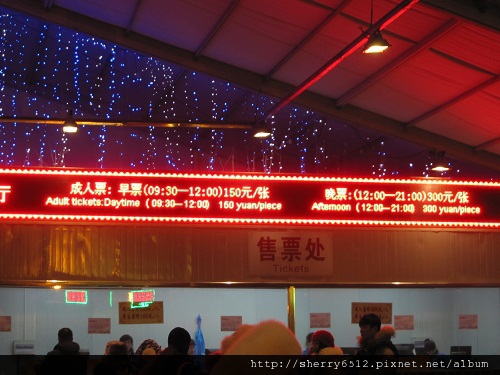 厅 成人票: 早票(09:30—12:00)150元/张 晚票:(12:00—21:00)300元/张
Adult tickets:Daytime (09:30-12:00) 150 yuan/piece Afternoon (12:00-21:00) 300 yuan/piece
售票处
Tickets
http://sherry6512.pixnet.net/album